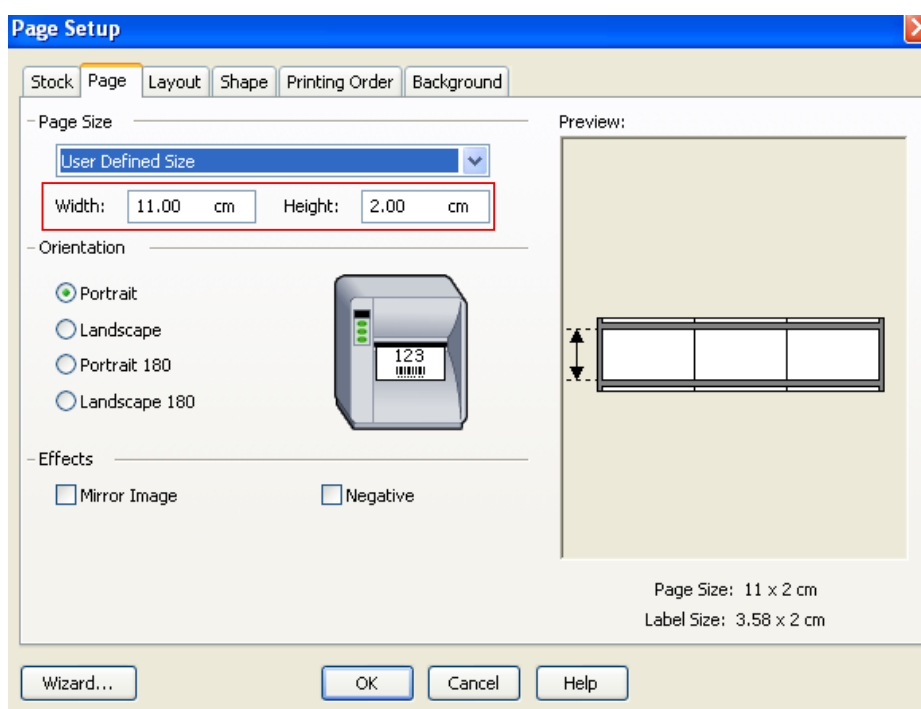 Page Setup
Stock Page Layout Shape Printing Order Background
Page Size
User Defined Size
Width: 11.00 cm Height: 2.00 cm
Orientation
Portrait
Landscape
Portrait 180
Landscape 180
123
Effects
Mirror Image Negative
Preview:
Page Size: 11 x 2 cm
Label Size: 3.58 x 2 cm
Wizard... OK Cancel Help